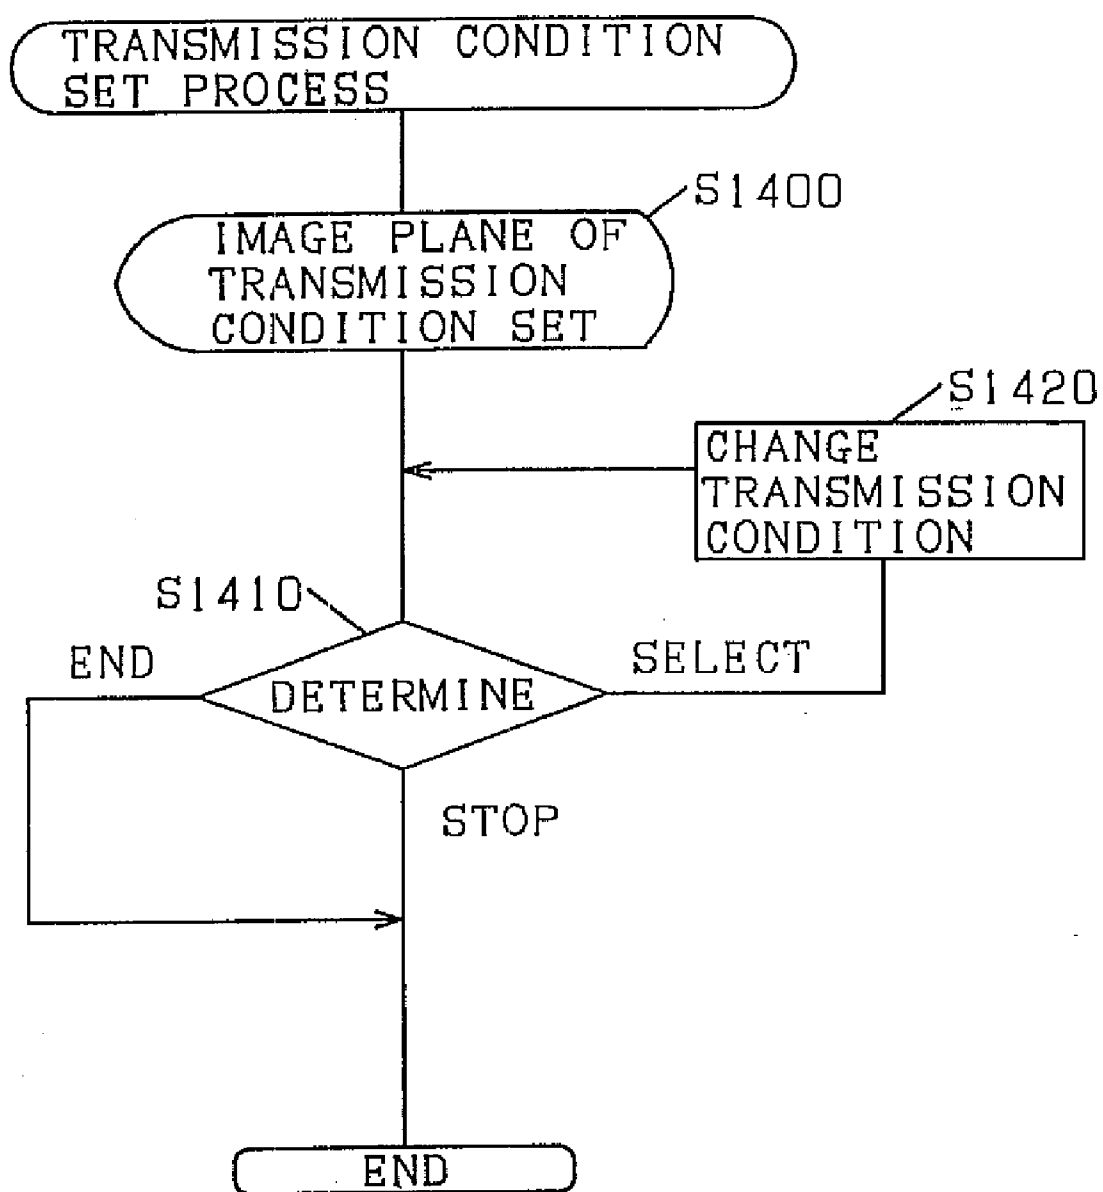 TRANSMISSION CONDITION
SET PROCESS
S1400
IMAGE PLANE OF
TRANSMISSION
CONDITION SET
S1420
CHANGE
TRANSMISSION
CONDITION
S1410
END
DETERMINE
SELECT
STOP
END